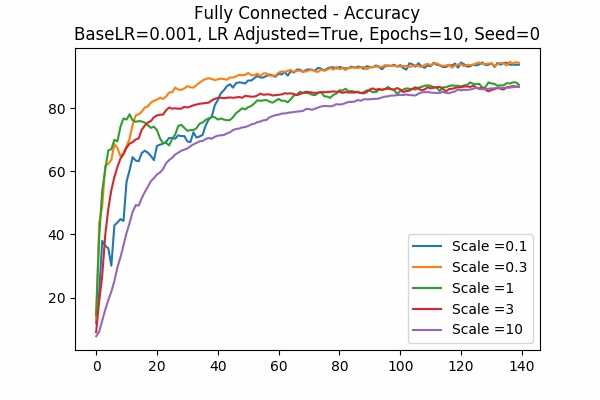 Fully Connected - Accuracy
BaseLR=0.001, LR Adjusted=True, Epochs=10, Seed=0
80
60
40
20
0 20 40 60 80 100 120 140
Scale =0.1
Scale =0.3
Scale =1
Scale =3
Scale =10